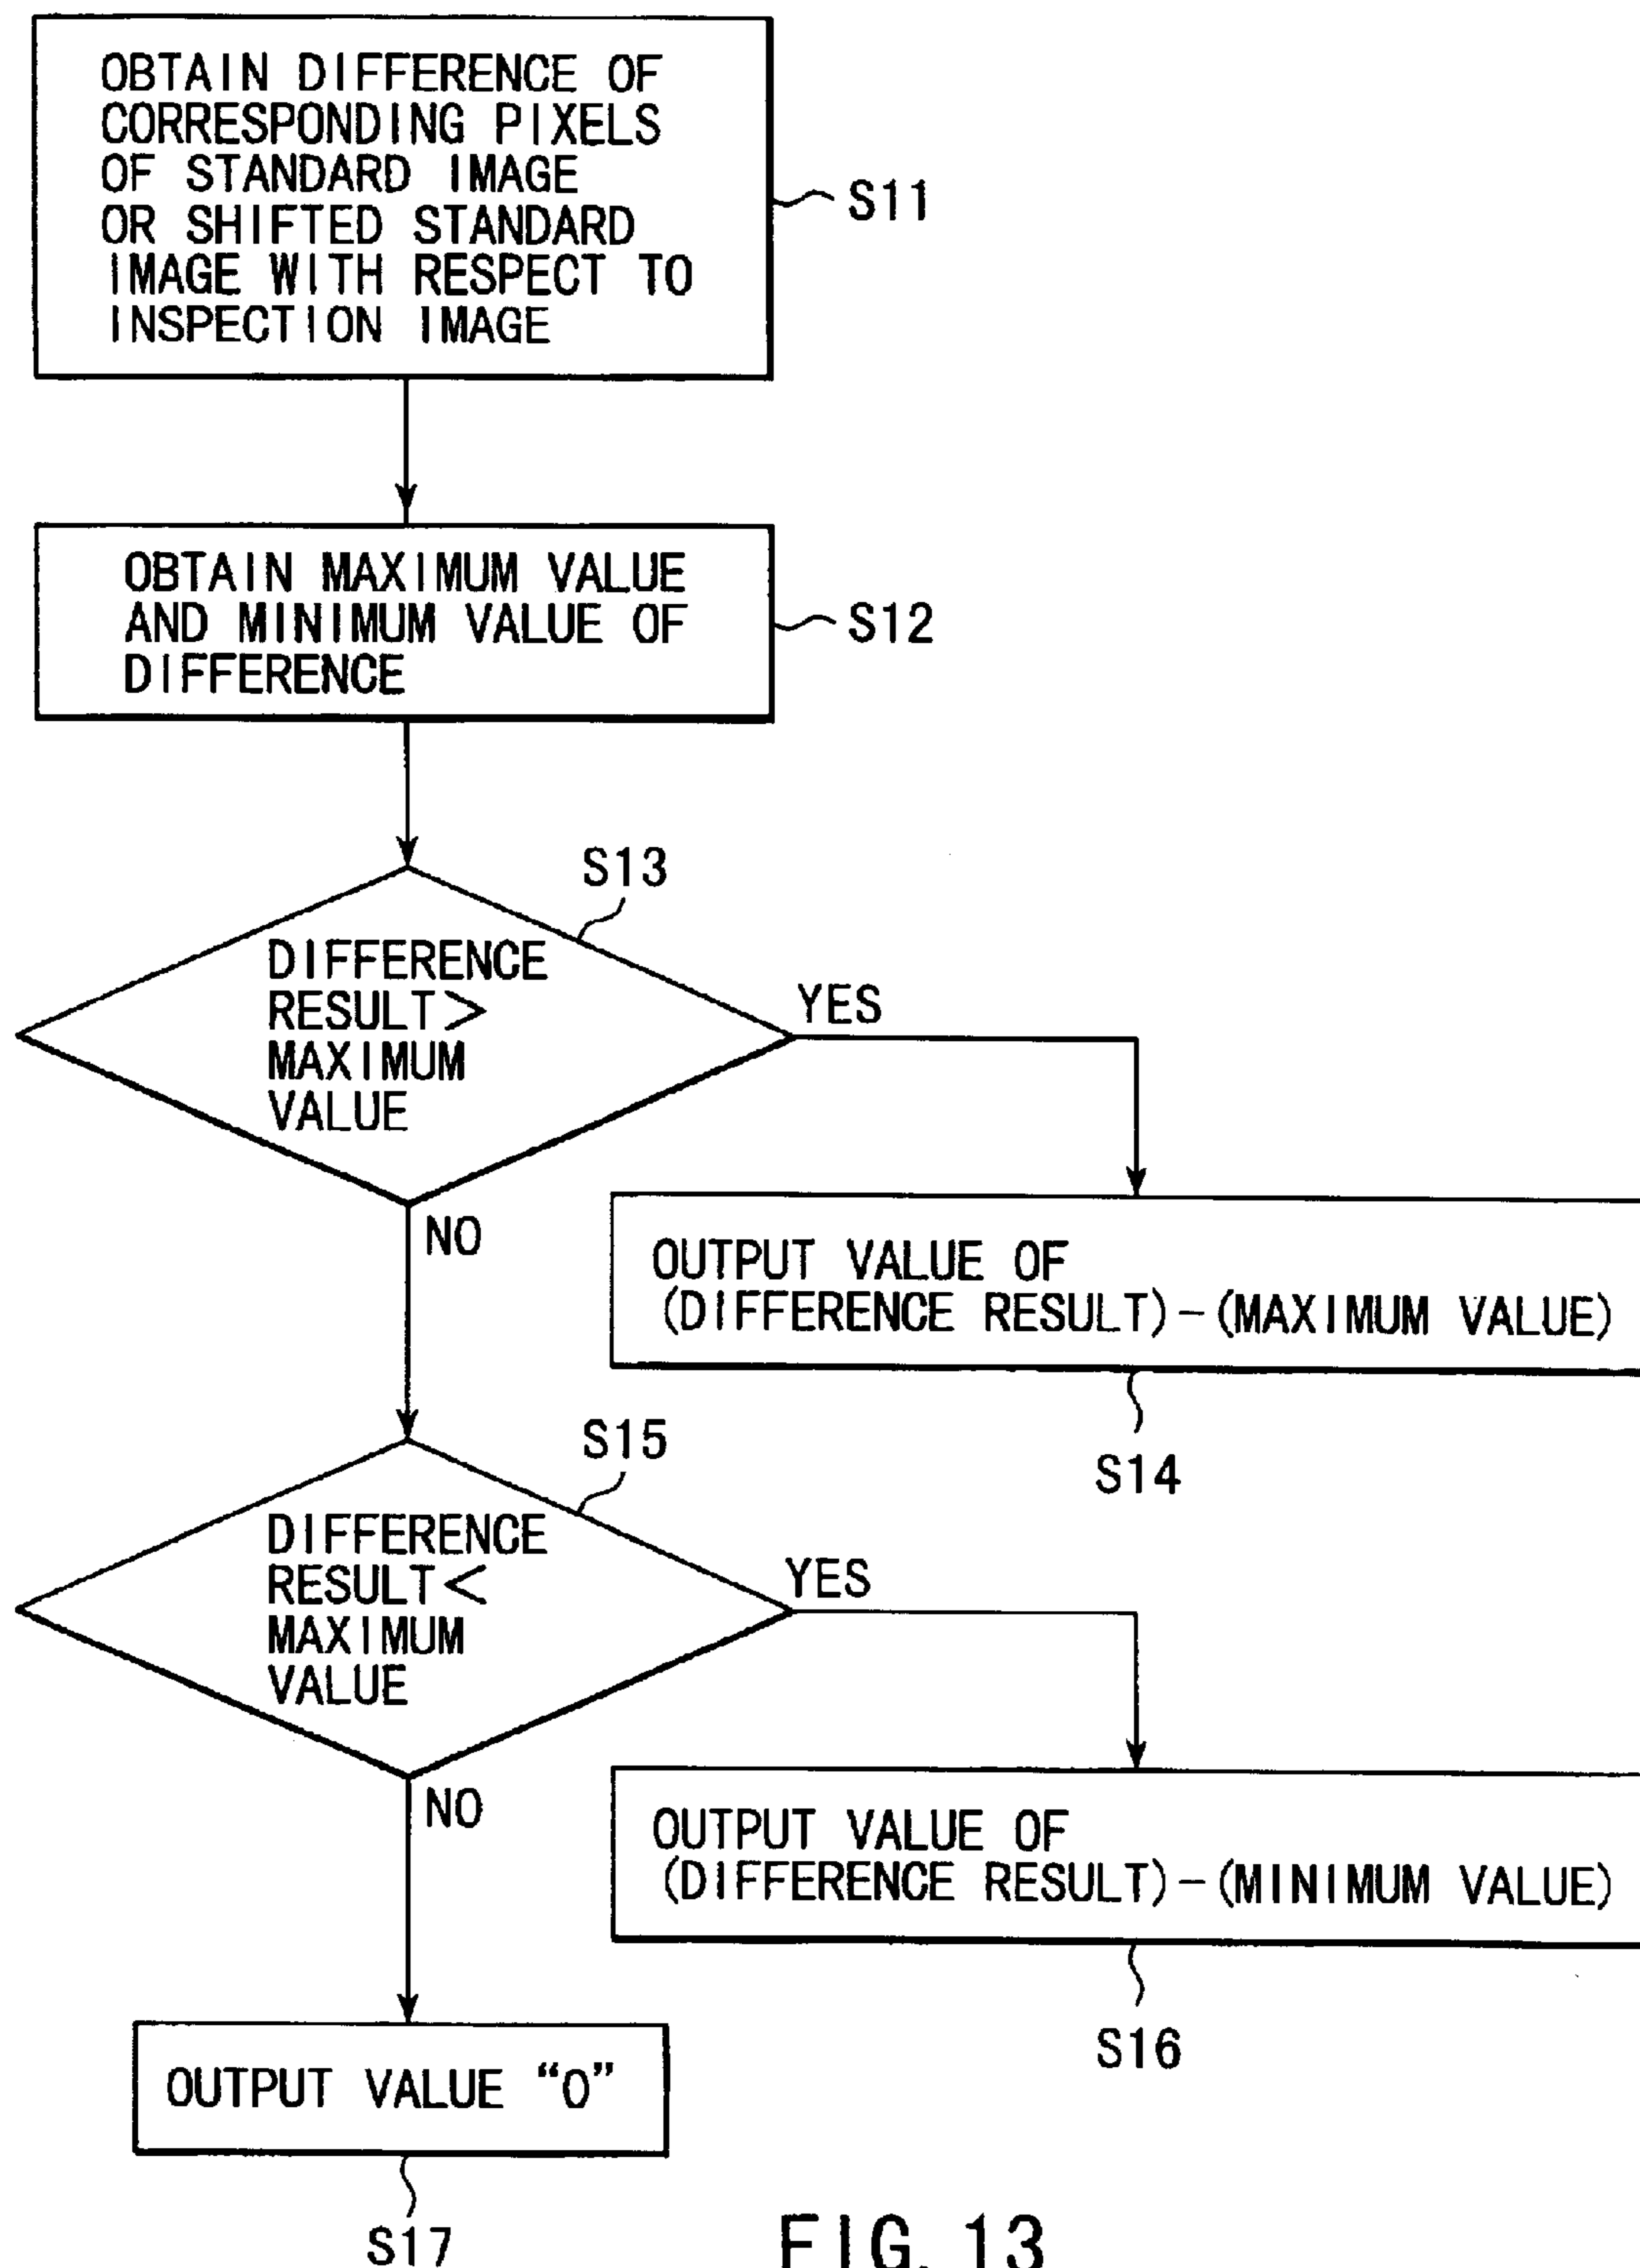 OBTAIN DIFFERENCE OF
CORRESPONDING PIXELS
OF STANDARD IMAGE
OR SHIFTED STANDARD
IMAGE WITH RESPECT TO
INSPECTION IMAGE
S11
OBTAIN MAXIMUM VALUE
AND MINIMUM VALUE OF
DIFFERENCE
S12
S13
DIFFERENCE
RESULT>
MAXIMUM
VALUE
YES
NO
OUTPUT VALUE OF
(DIFFERENCE RESULT)-(MAXIMUM VALUE)
S14
S15
DIFFERENCE
RESULT<
MAXIMUM
VALUE
YES
NO
OUTPUT VALUE OF
(DIFFERENCE RESULT)-(MINIMUM VALUE)
S16
OUTPUT VALUE “0”
S17
FIG. 13